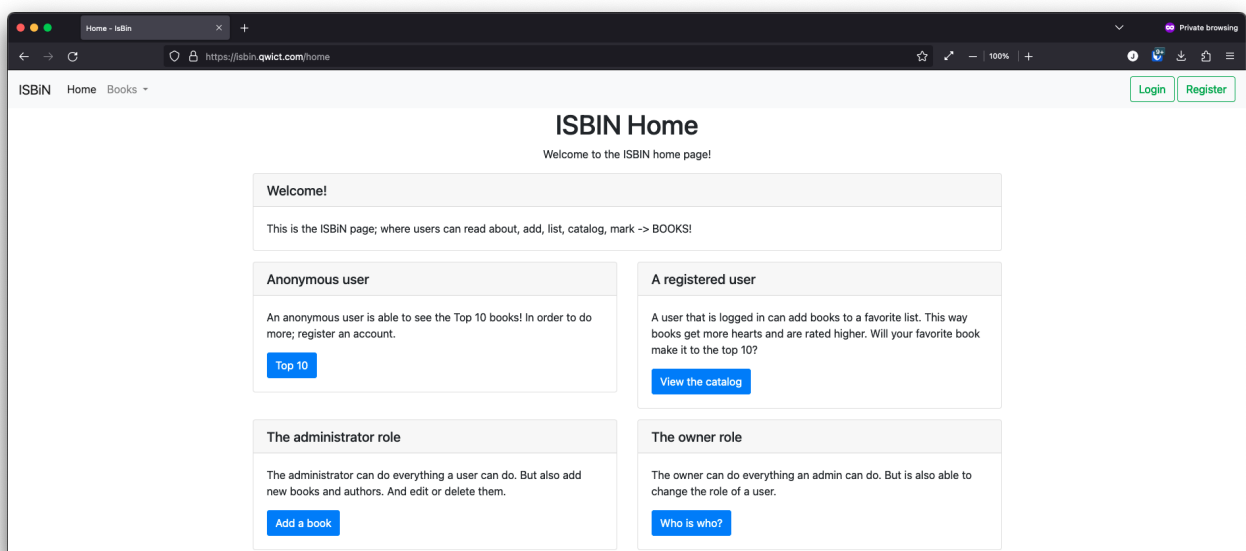 Home - IsBin
Private browsing
https://isbin.qwict.com/home
100%
J
9+
ISBiN Home Books Login Register
ISBIN Home
Welcome to the ISBIN home page!
Welcome!
This is the ISBiN page; where users can read about, add, list, catalog, mark -> BOOKS!
Anonymous user
An anonymous user is able to see the Top 10 books! In order to do
more; register an account.
Top 10
A registered user
A user that is logged in can add books to a favorite list. This way
books get more hearts and are rated higher. Will your favorite book
make it to the top 10?
View the catalog
The administrator role
The administrator can do everything a user can do. But also add
new books and authors. And edit or delete them.
Add a book
The owner role
The owner can do everything an admin can do. But is also able to
change the role of a user.
Who is who?